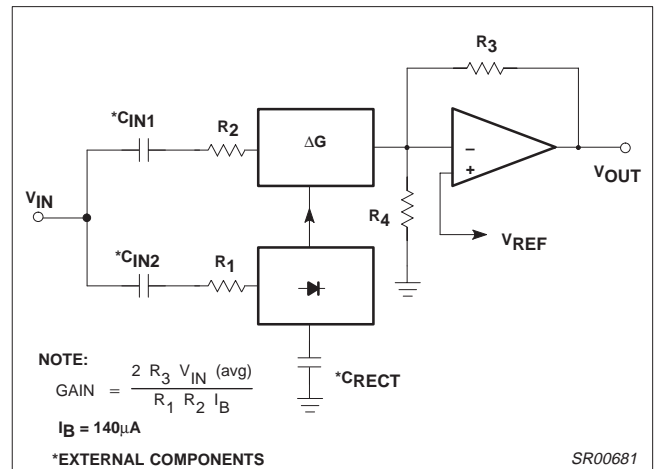 R3
*CIN1
R2
ΔG
−
+
VOUT
VIN
R4
VREF
*CIN2
R1
*CRECT
NOTE:
GAIN = 2 R3 VIN (avg)
R1 R2 IB
IB = 140μA
*EXTERNAL COMPONENTS
SR00681